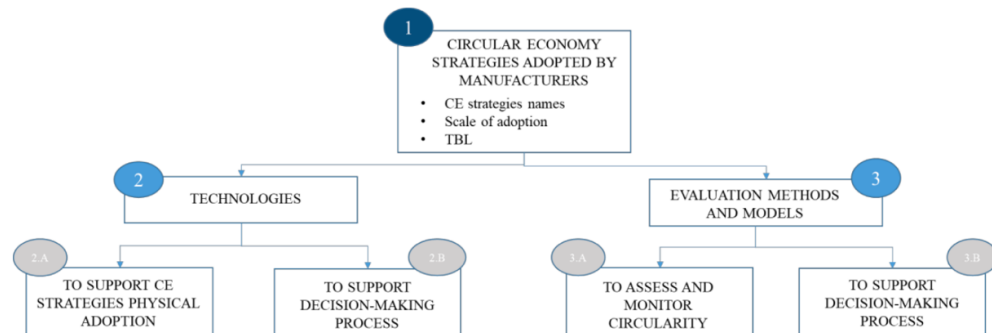 1
CIRCULAR ECONOMY
STRATEGIES ADOPTED BY
MANUFACTURERS
• CE strategies names
• Scale of adoption
• TBL
2
TECHNOLOGIES
3
EVALUATION METHODS
AND MODELS
2.A
TO SUPPORT CE
STRATEGIES PHYSICAL
ADOPTION
2.B
TO SUPPORT
DECISION-MAKING
PROCESS
3.A
TO ASSESS AND
MONITOR
CIRCULARITY
3.B
TO SUPPORT
DECISION-MAKING
PROCESS